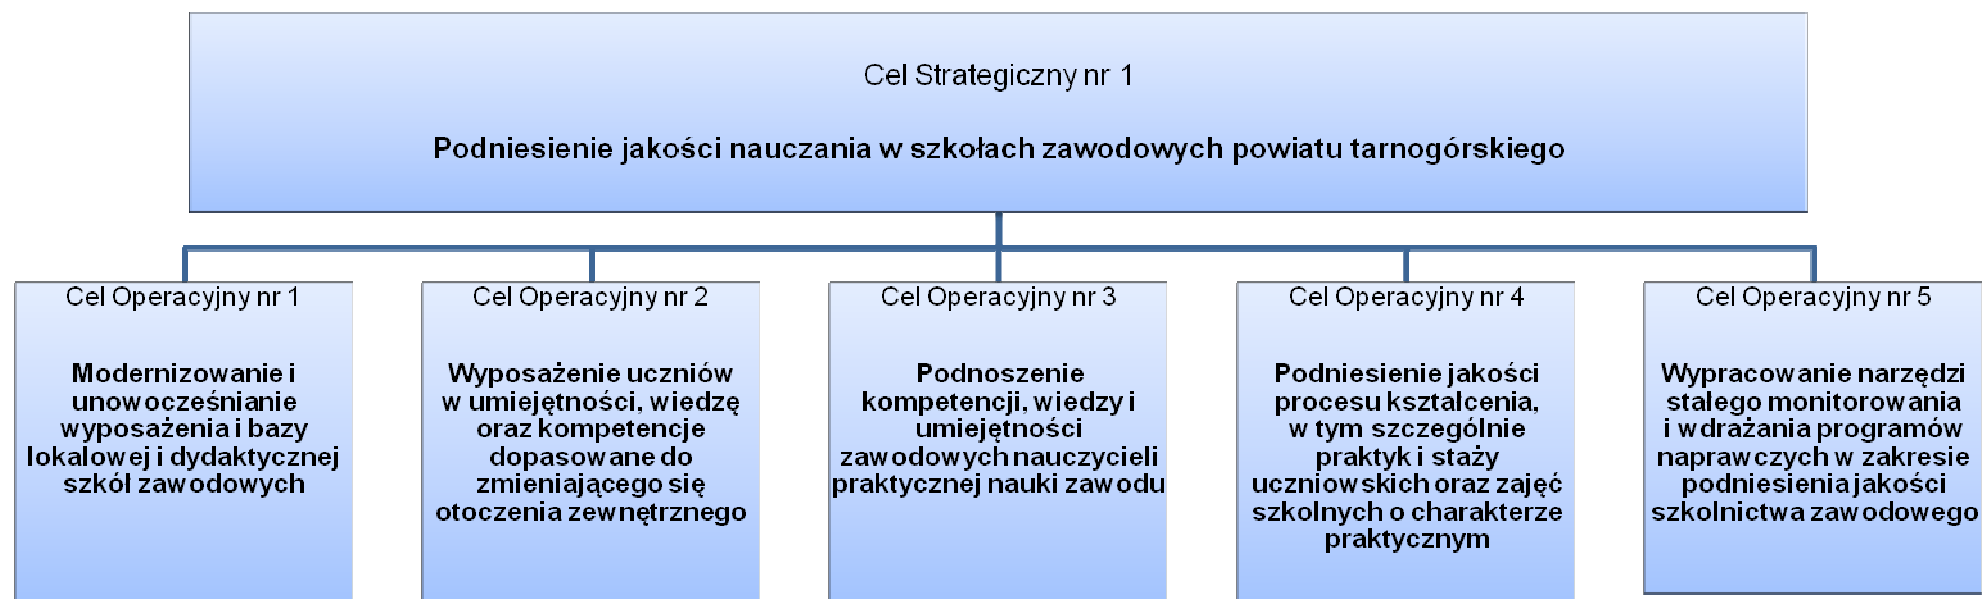 Cel Strategiczny nr 1
Podniesienie jakości nauczania w szkołach zawodowych powiatu tarnogórskiego
Cel Operacyjny nr 1
Modernizowanie i
unowocześnianie
wyposażenia i bazy
lokalowej i dydaktycznej
szkół zawodowych
Cel Operacyjny nr 2
Wyposażenie uczniów
w umiejętności, wiedzę
oraz kompetencje
dopasowane do
zmieniającego się
otoczenia zewnętrznego
Cel Operacyjny nr 3
Podnoszenie
kompetencji, wiedzy i
umiejętności
zawodowych nauczycieli
praktycznej nauki zawodu
Cel Operacyjny nr 4
Podniesienie jakości
procesu kształcenia,
w tym szczególnie
praktyk i staży
uczniowskich oraz zajęć
szkolnych o charakterze
praktycznym
Cel Operacyjny nr 5
Wypracowanie narzędzi
stałego monitorowania
i wdrażania programów
naprawczych w zakresie
podniesienia jakości
szkolnictwa zawodowego